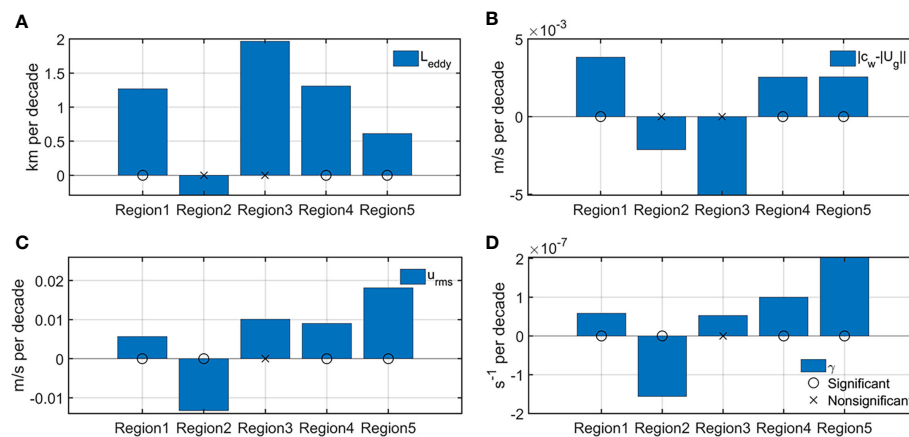 A
km per decade
2
1.5
1
0.5
0
L_eddy
Region1 Region2 Region3 Region4 Region5
B
×10^-3
m/s per decade
5
0
-5
|c_w-|U_g||
Region1 Region2 Region3 Region4 Region5
C
m/s per decade
0.02
0.01
0
-0.01
u_rms
Region1 Region2 Region3 Region4 Region5
D
×10^-7
s^-1 per decade
2
1
0
-1
-2
γ
Significant
Nonsignificant
Region1 Region2 Region3 Region4 Region5